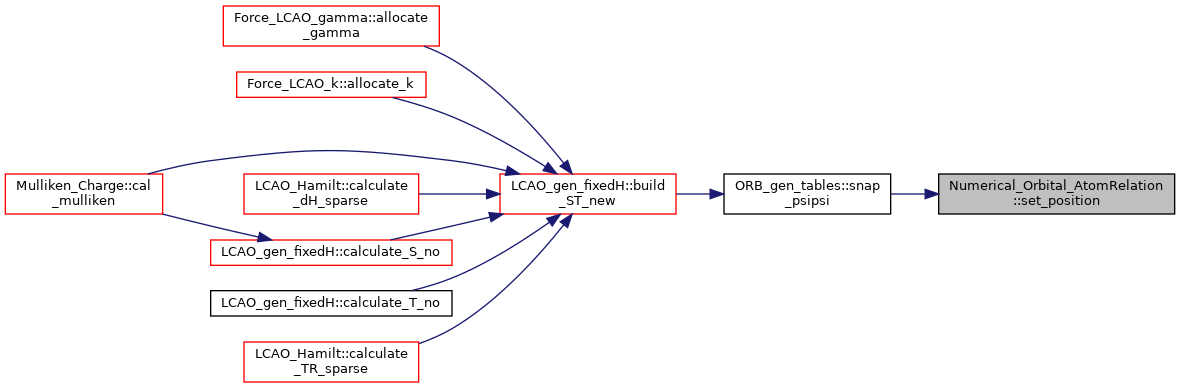 Force_LCAO_gamma::allocate
_gamma
Force_LCAO_k::allocate_k
Mulliken_Charge::cal
_mulliken
LCAO_Hamilt::calculate
_dH_sparse
LCAO_gen_fixedH::build
_ST_new
ORB_gen_tables::snap
_psipsi
Numerical_Orbital_AtomRelation
::set_position
LCAO_gen_fixedH::calculate_S_no
LCAO_gen_fixedH::calculate_T_no
LCAO_Hamilt::calculate
_TR_sparse